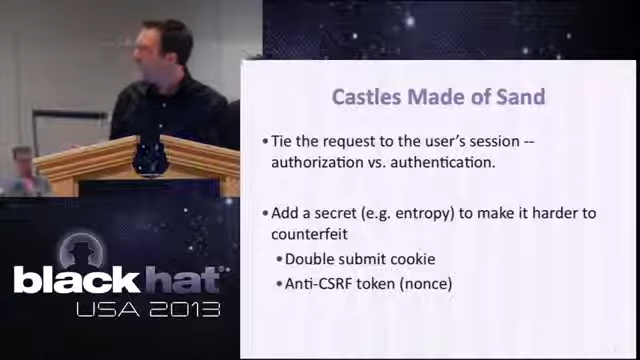 Castles Made of Sand
• Tie the request to the user's session --
authorization vs. authentication.
• Add a secret (e.g. entropy) to make it harder to
counterfeit
• Double submit cookie
• Anti-CSRF token (nonce)
black hat®
USA 2013